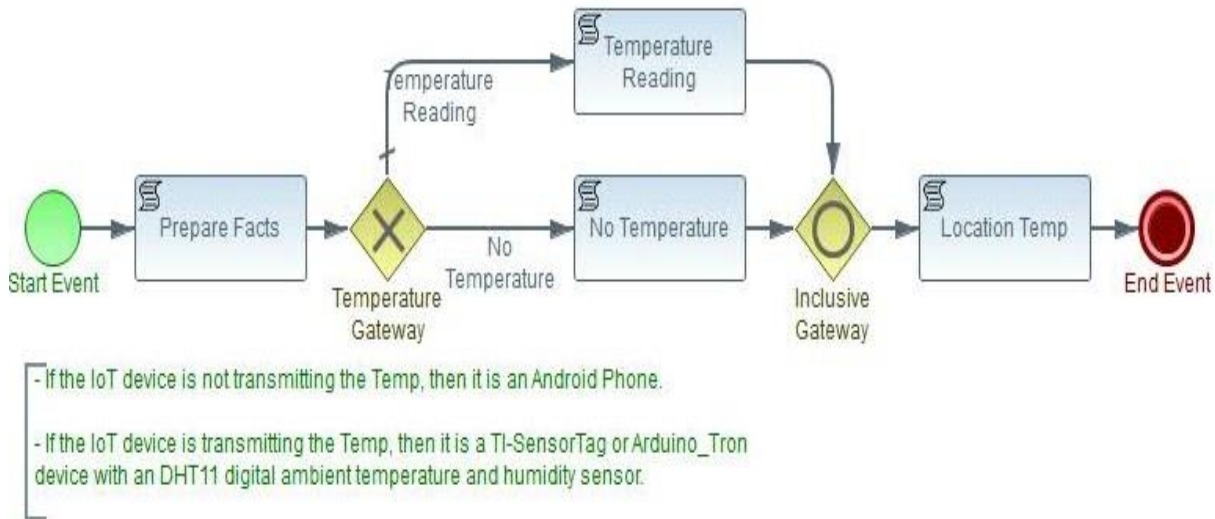 Temperature
Reading
Temperature
Reading
Prepare Facts
No Temperature
Location Temp
No
Temperature
Start Event
Temperature
Gateway
Inclusive
Gateway
End Event
- If the IoT device is not transmitting the Temp, then it is an Android Phone.
- If the IoT device is transmitting the Temp, then it is a TI-SensorTag or Arduino_Tron
device with an DHT11 digital ambient temperature and humidity sensor.